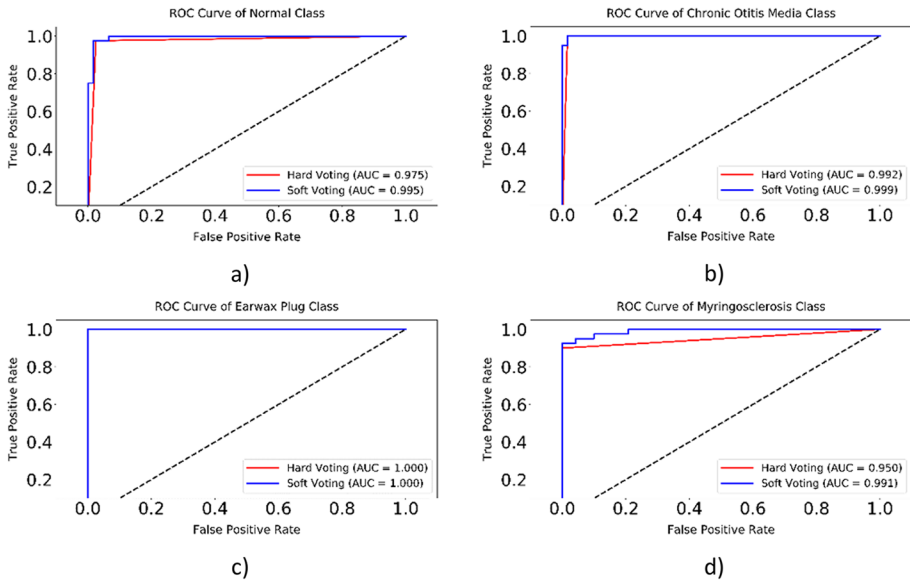 ROC Curve of Normal Class
True Positive Rate
1.0
0.8
0.6
0.4
0.2
Hard Voting (AUC = 0.975)
Soft Voting (AUC = 0.995)
0.0 0.2 0.4 0.6 0.8 1.0
False Positive Rate
a)
ROC Curve of Chronic Otitis Media Class
True Positive Rate
1.0
0.8
0.6
0.4
0.2
Hard Voting (AUC = 0.992)
Soft Voting (AUC = 0.999)
0.0 0.2 0.4 0.6 0.8 1.0
False Positive Rate
b)
ROC Curve of Earwax Plug Class
True Positive Rate
1.0
0.8
0.6
0.4
0.2
Hard Voting (AUC = 1.000)
Soft Voting (AUC = 1.000)
0.0 0.2 0.4 0.6 0.8 1.0
False Positive Rate
c)
ROC Curve of Myringosclerosis Class
True Positive Rate
1.0
0.8
0.6
0.4
0.2
Hard Voting (AUC = 0.950)
Soft Voting (AUC = 0.991)
0.0 0.2 0.4 0.6 0.8 1.0
False Positive Rate
d)